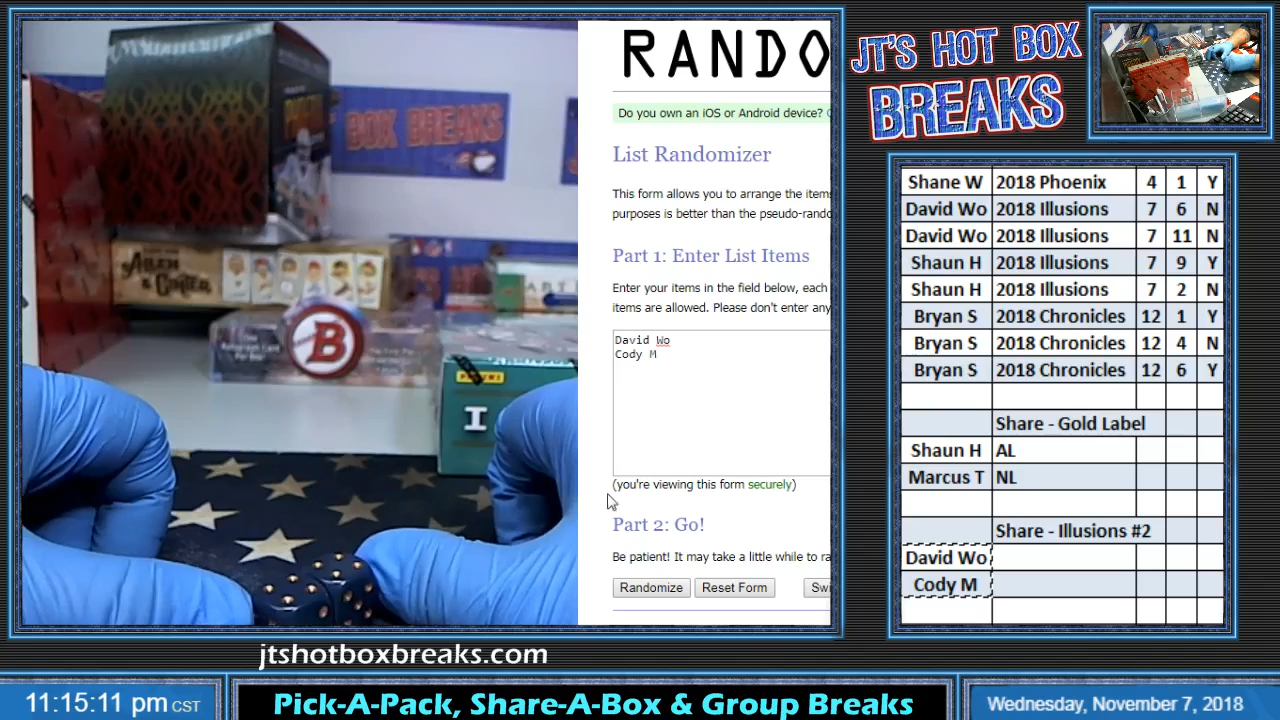 BOX BREAKS
ALLEN
& GINTER
B
PANINI
I
RANDO
Do you own an iOS or Android device?
List Randomizer
This form allows you to arrange the items
purposes is better than the pseudo-rando
Part 1: Enter List Items
Enter your items in the field below, each
items are allowed. Please don't enter any
David Wo
Cody M
(you're viewing this form securely)
Part 2: Go!
Be patient! It may take a little while to ra
Randomize Reset Form Swi
JT'S HOT BOX
BREAKS
Shane W 2018 Phoenix 4 1 Y
David Wo 2018 Illusions 7 6 N
David Wo 2018 Illusions 7 11 N
Shaun H 2018 Illusions 7 9 Y
Shaun H 2018 Illusions 7 2 N
Bryan S 2018 Chronicles 12 1 Y
Bryan S 2018 Chronicles 12 4 N
Bryan S 2018 Chronicles 12 6 Y
Share - Gold Label
Shaun H AL
Marcus T NL
Share - Illusions #2
David Wo
Cody M
jtshotboxbreaks.com
11:15:11 pm CST
Pick-A-Pack, Share-A-Box & Group Breaks
Wednesday, November 7, 2018